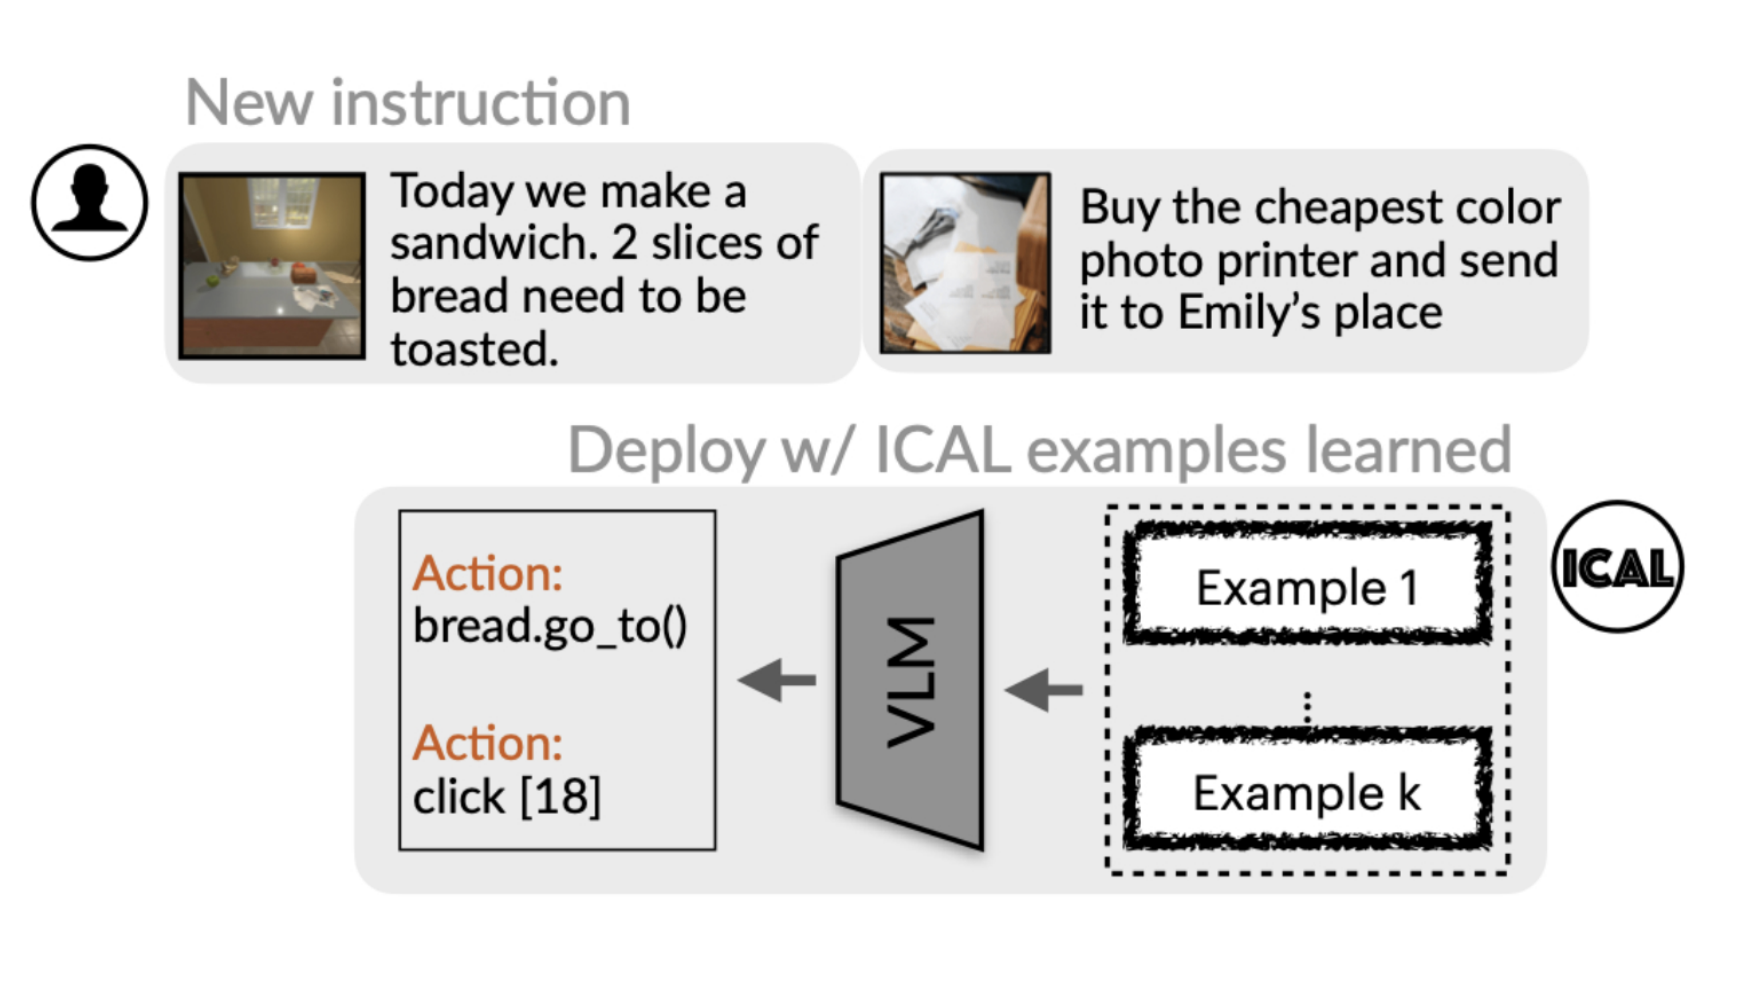 New instruction
Today we make a
sandwich. 2 slices of
bread need to be
toasted.
Buy the cheapest color
photo printer and send
it to Emily’s place
Deploy w/ ICAL examples learned
Action:
bread.go_to()
Action:
click [18]
VLM
Example 1
⋮
Example k
ICAL